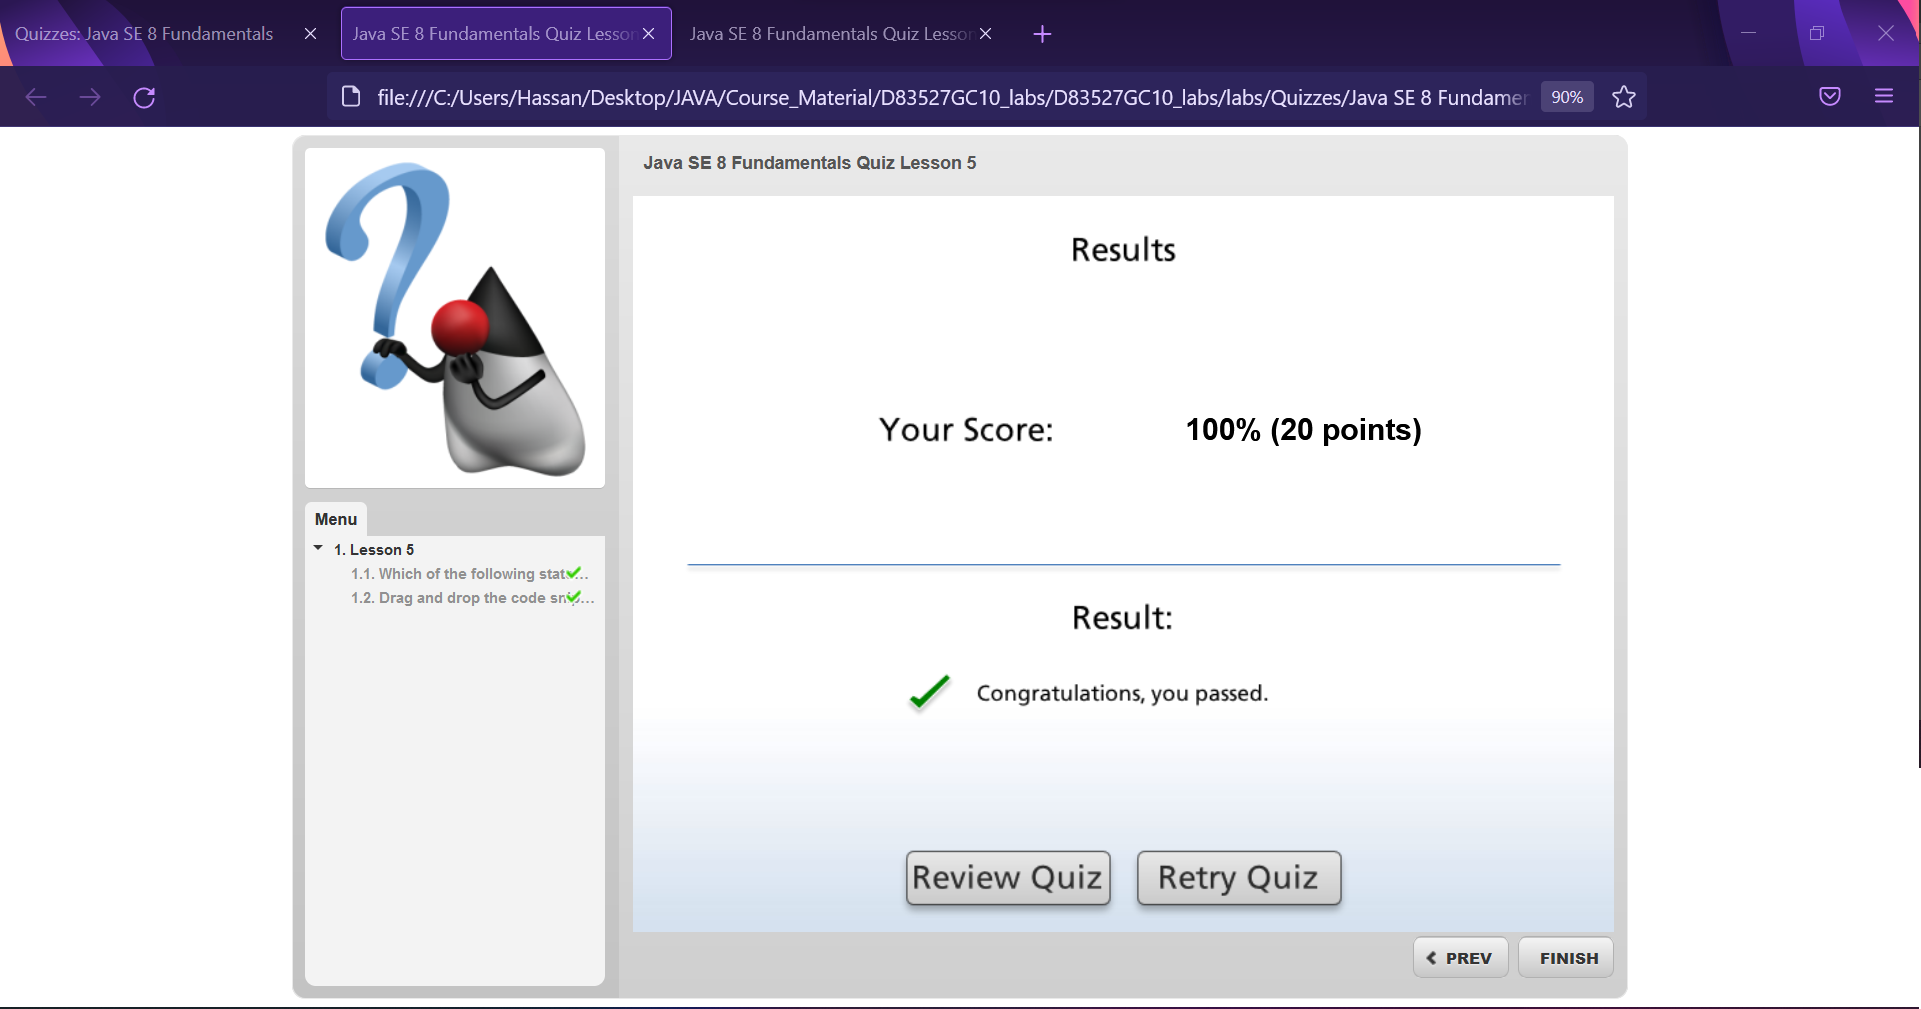 Quizzes: Java SE 8 Fundamentals
Java SE 8 Fundamentals Quiz Lesson
Java SE 8 Fundamentals Quiz Lesson
file:///C:/Users/Hassan/Desktop/JAVA/Course_Material/D83527GC10_labs/D83527GC10_labs/labs/Quizzes/Java SE 8 Fundamer
90%
Java SE 8 Fundamentals Quiz Lesson 5
Results
Your Score: 100% (20 points)
Menu
1. Lesson 5
1.1. Which of the following stat...
1.2. Drag and drop the code snip...
Result:
Congratulations, you passed.
Review Quiz
Retry Quiz
PREV
FINISH